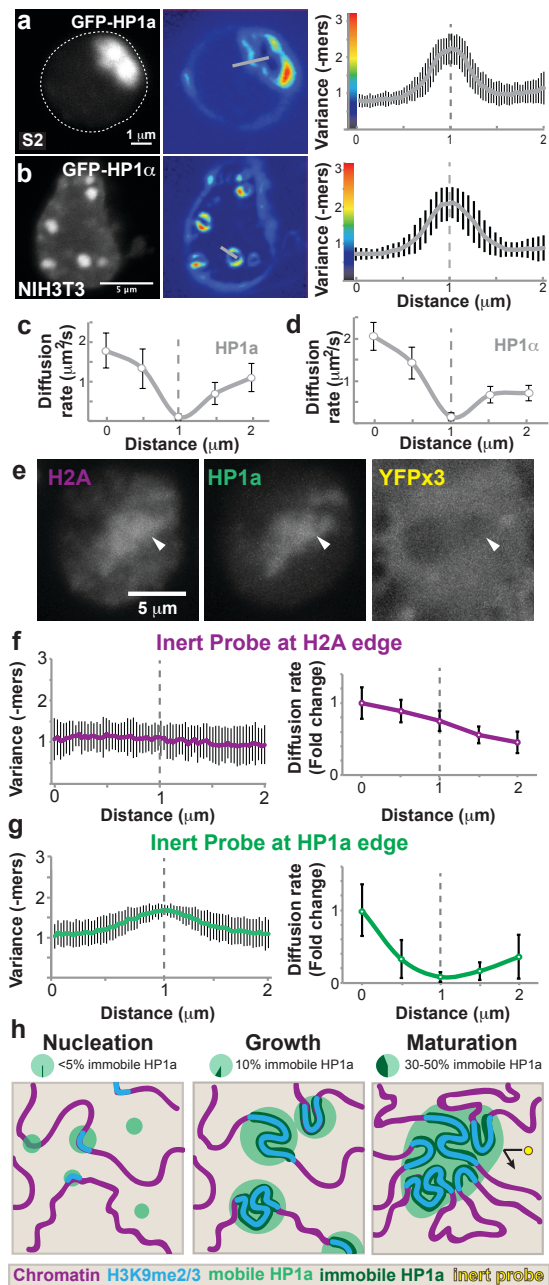 a
GFP-HP1a
S2
1 μm
Variance (-mers)
3
2
1
0
1
2
b
GFP-HP1α
NIH3T3
5 μm
Variance (-mers)
3
2
1
0
1
2
Distance (μm)
c
Diffusion
rate (μm²/s)
2
1
HP1a
0
1
2
Distance (μm)
d
Diffusion
rate (μm²/s)
2
1
HP1α
0
1
2
Distance (μm)
e
H2A
HP1a
YFPx3
5 μm
f
Inert Probe at H2A edge
Variance (-mers)
3
2
1
0
1
2
Distance (μm)
Diffusion rate
(Fold change)
1
0
0
1
2
Distance (μm)
g
Inert Probe at HP1a edge
Variance (-mers)
3
2
1
0
1
2
Distance (μm)
Diffusion rate
(Fold change)
1
0
0
1
2
Distance (μm)
h
Nucleation
<5% immobile HP1a
Growth
10% immobile HP1a
Maturation
30-50% immobile HP1a
Chromatin H3K9me2/3 mobile HP1a immobile HP1a inert probe